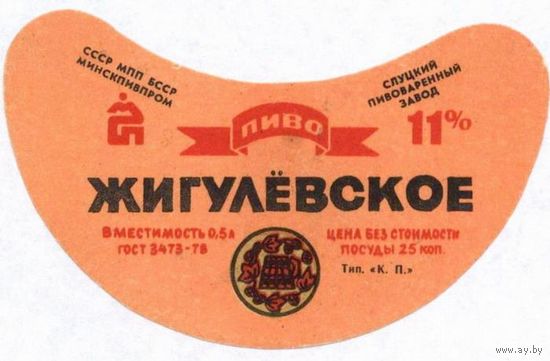 СССР МПП БССР
МИНСКПИВПРОМ
СЛУЦКИЙ
ПИВОВАРЕННЫЙ
ЗАВОД
ПИВО
11%
ЖИГУЛЁВСКОЕ
ВМЕСТИМОСТЬ 0,5 л
ГОСТ 3473-78
ЦЕНА БЕЗ СТОИМОСТИ
ПОСУДЫ 25 КОП.
Тип. «К. П.»
www.ay.by